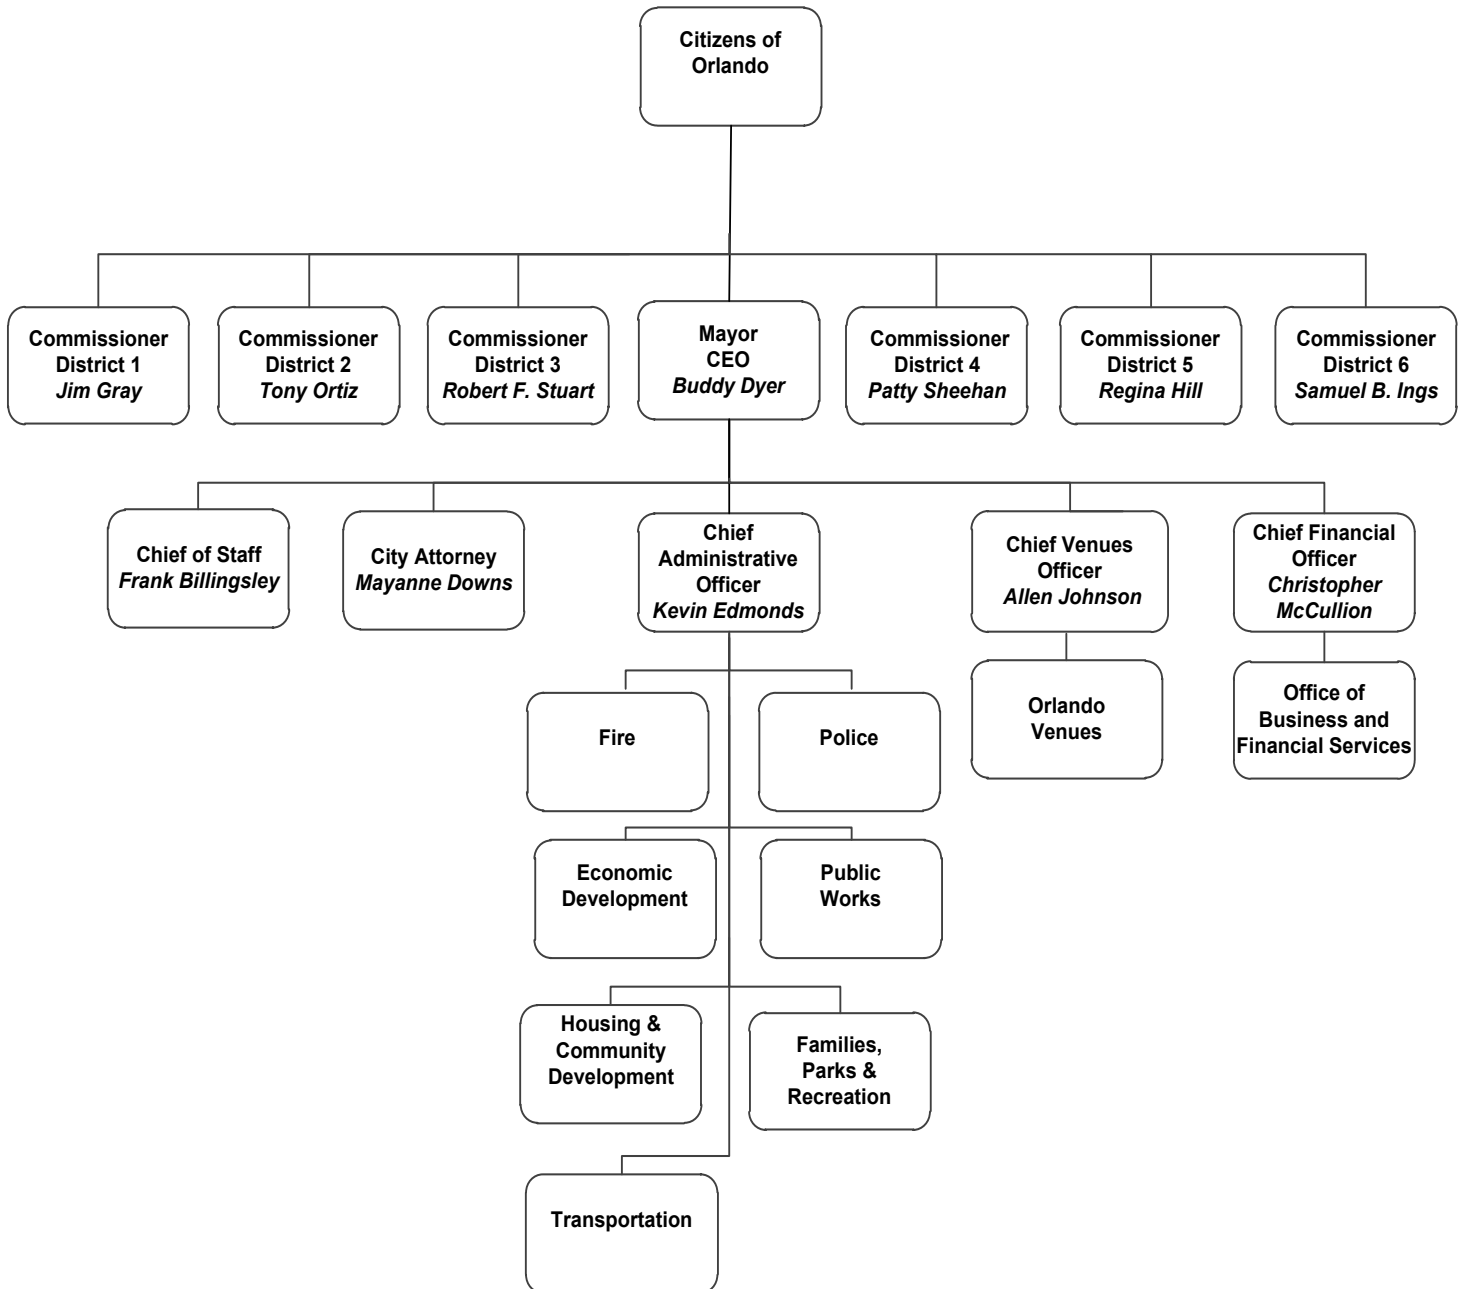 Citizens of
Orlando
Commissioner
District 1
Jim Gray
Commissioner
District 2
Tony Ortiz
Commissioner
District 3
Robert F. Stuart
Mayor
CEO
Buddy Dyer
Commissioner
District 4
Patty Sheehan
Commissioner
District 5
Regina Hill
Commissioner
District 6
Samuel B. Ings
Chief of Staff
Frank Billingsley
City Attorney
Mayanne Downs
Chief
Administrative
Officer
Kevin Edmonds
Chief Venues
Officer
Allen Johnson
Chief Financial
Officer
Christopher
McCullion
Fire
Police
Orlando
Venues
Office of
Business and
Financial Services
Economic
Development
Public
Works
Housing &
Community
Development
Families,
Parks &
Recreation
Transportation